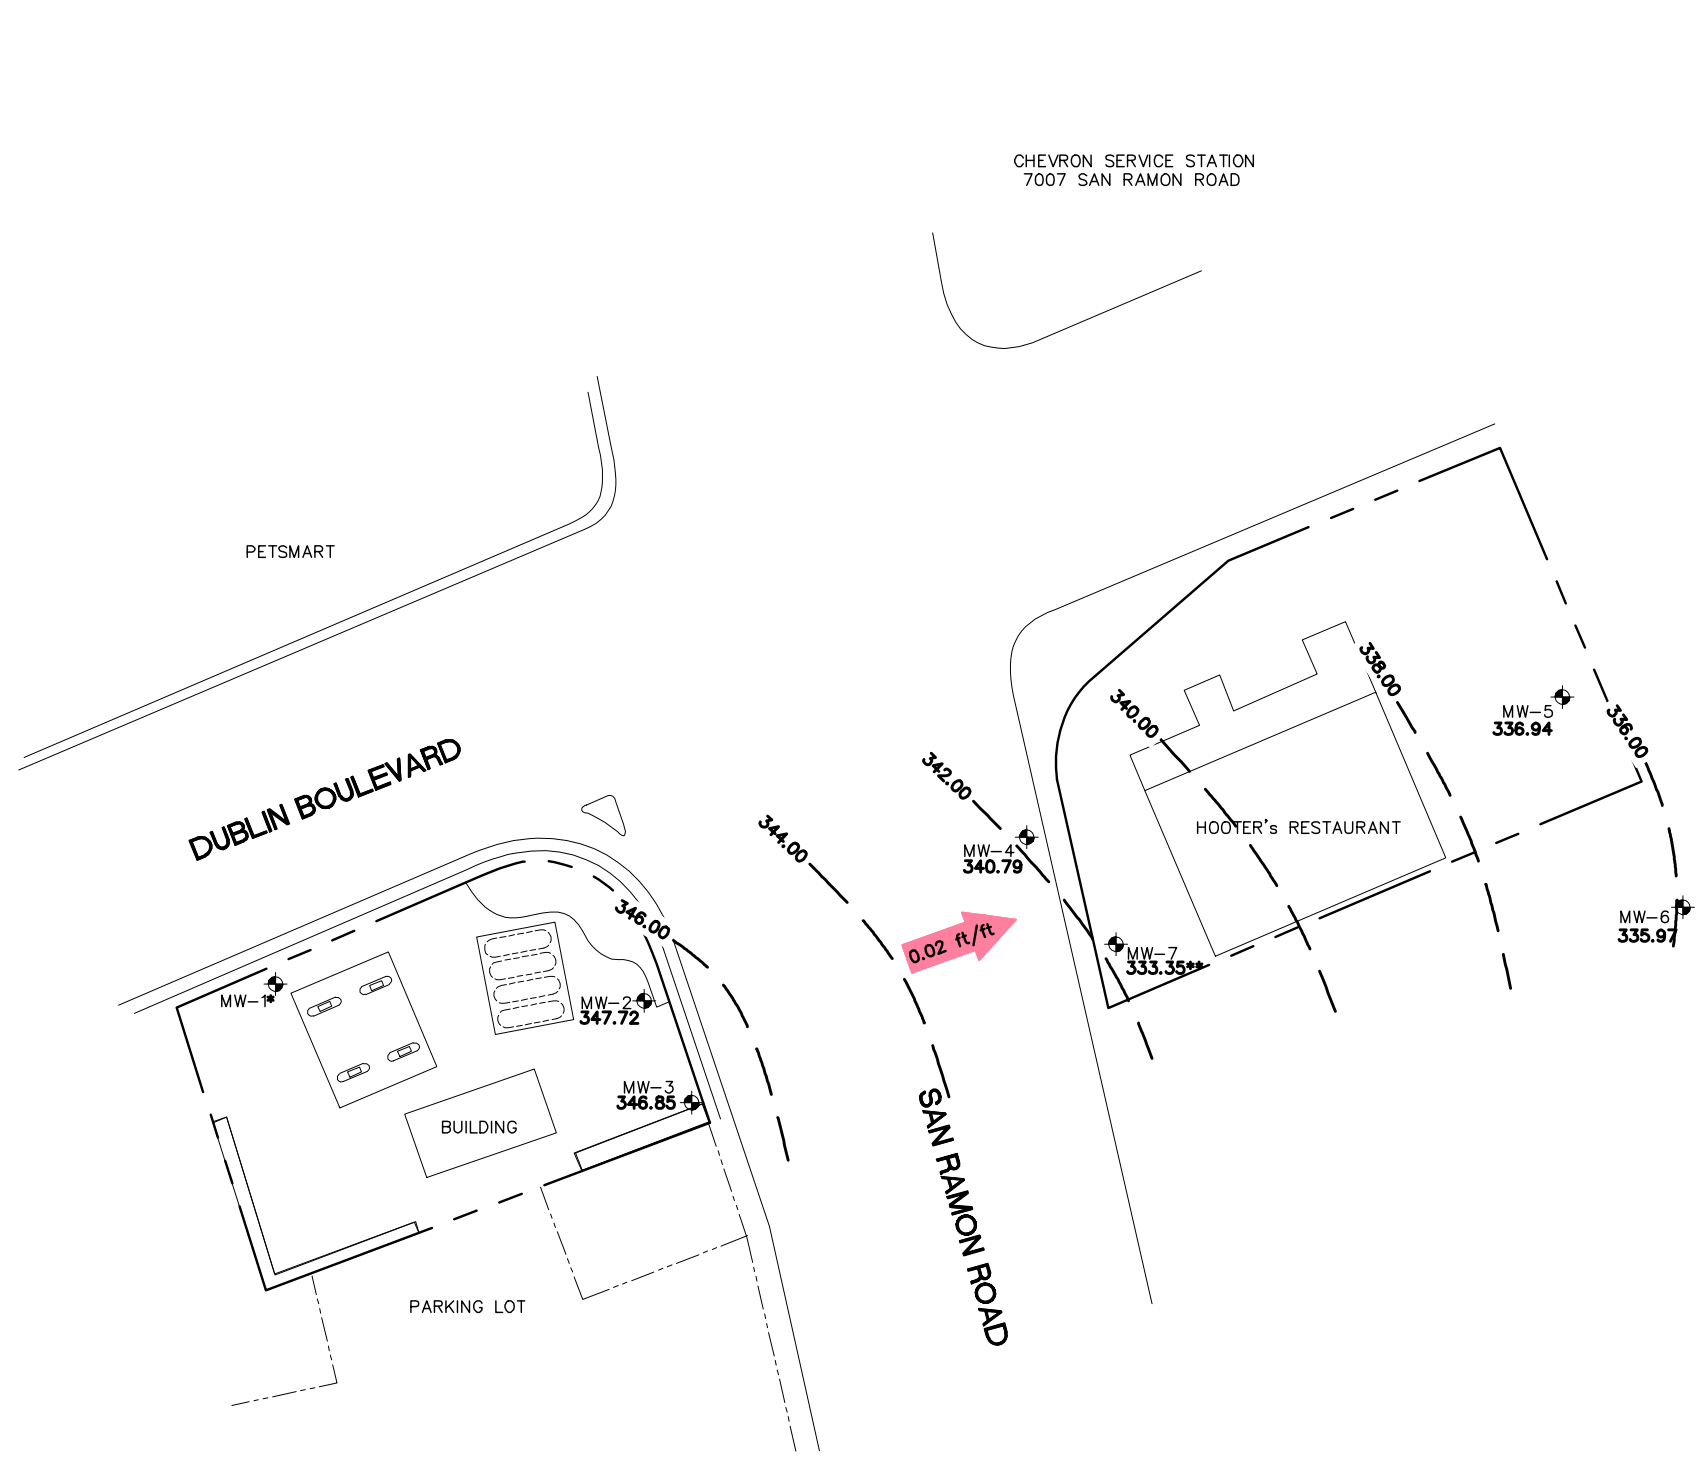 CHEVRON SERVICE STATION
7007 SAN RAMON ROAD
PETSMART
DUBLIN BOULEVARD
338.00
340.00
MW-5
336.94
336.00
342.00
344.00
HOOTER's RESTAURANT
MW-4
340.79
346.00
0.02 ft/ft
MW-6
335.97
MW-7
333.35**
MW-1*
MW-2
347.72
MW-3
346.85
BUILDING
SAN RAMON ROAD
PARKING LOT